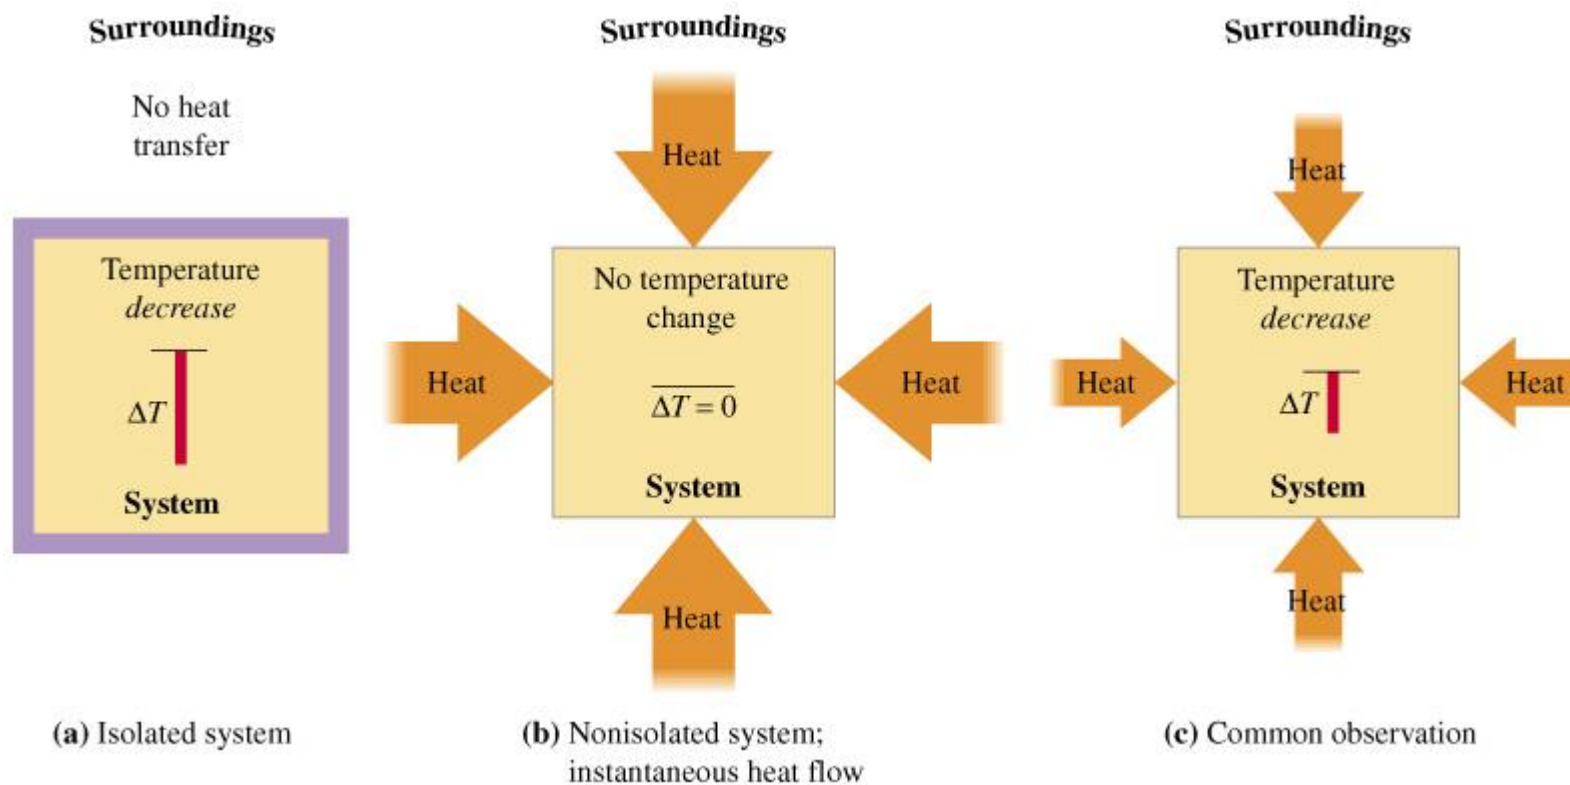 Surroundings
No heat
transfer
Temperature
decrease
ΔT
System
(a) Isolated system
Surroundings
Heat
No temperature
change
Heat
ΔT = 0
Heat
System
Heat
(b) Nonisolated system;
instantaneous heat flow
Surroundings
Heat
Temperature
decrease
Heat
ΔT
Heat
System
Heat
(c) Common observation